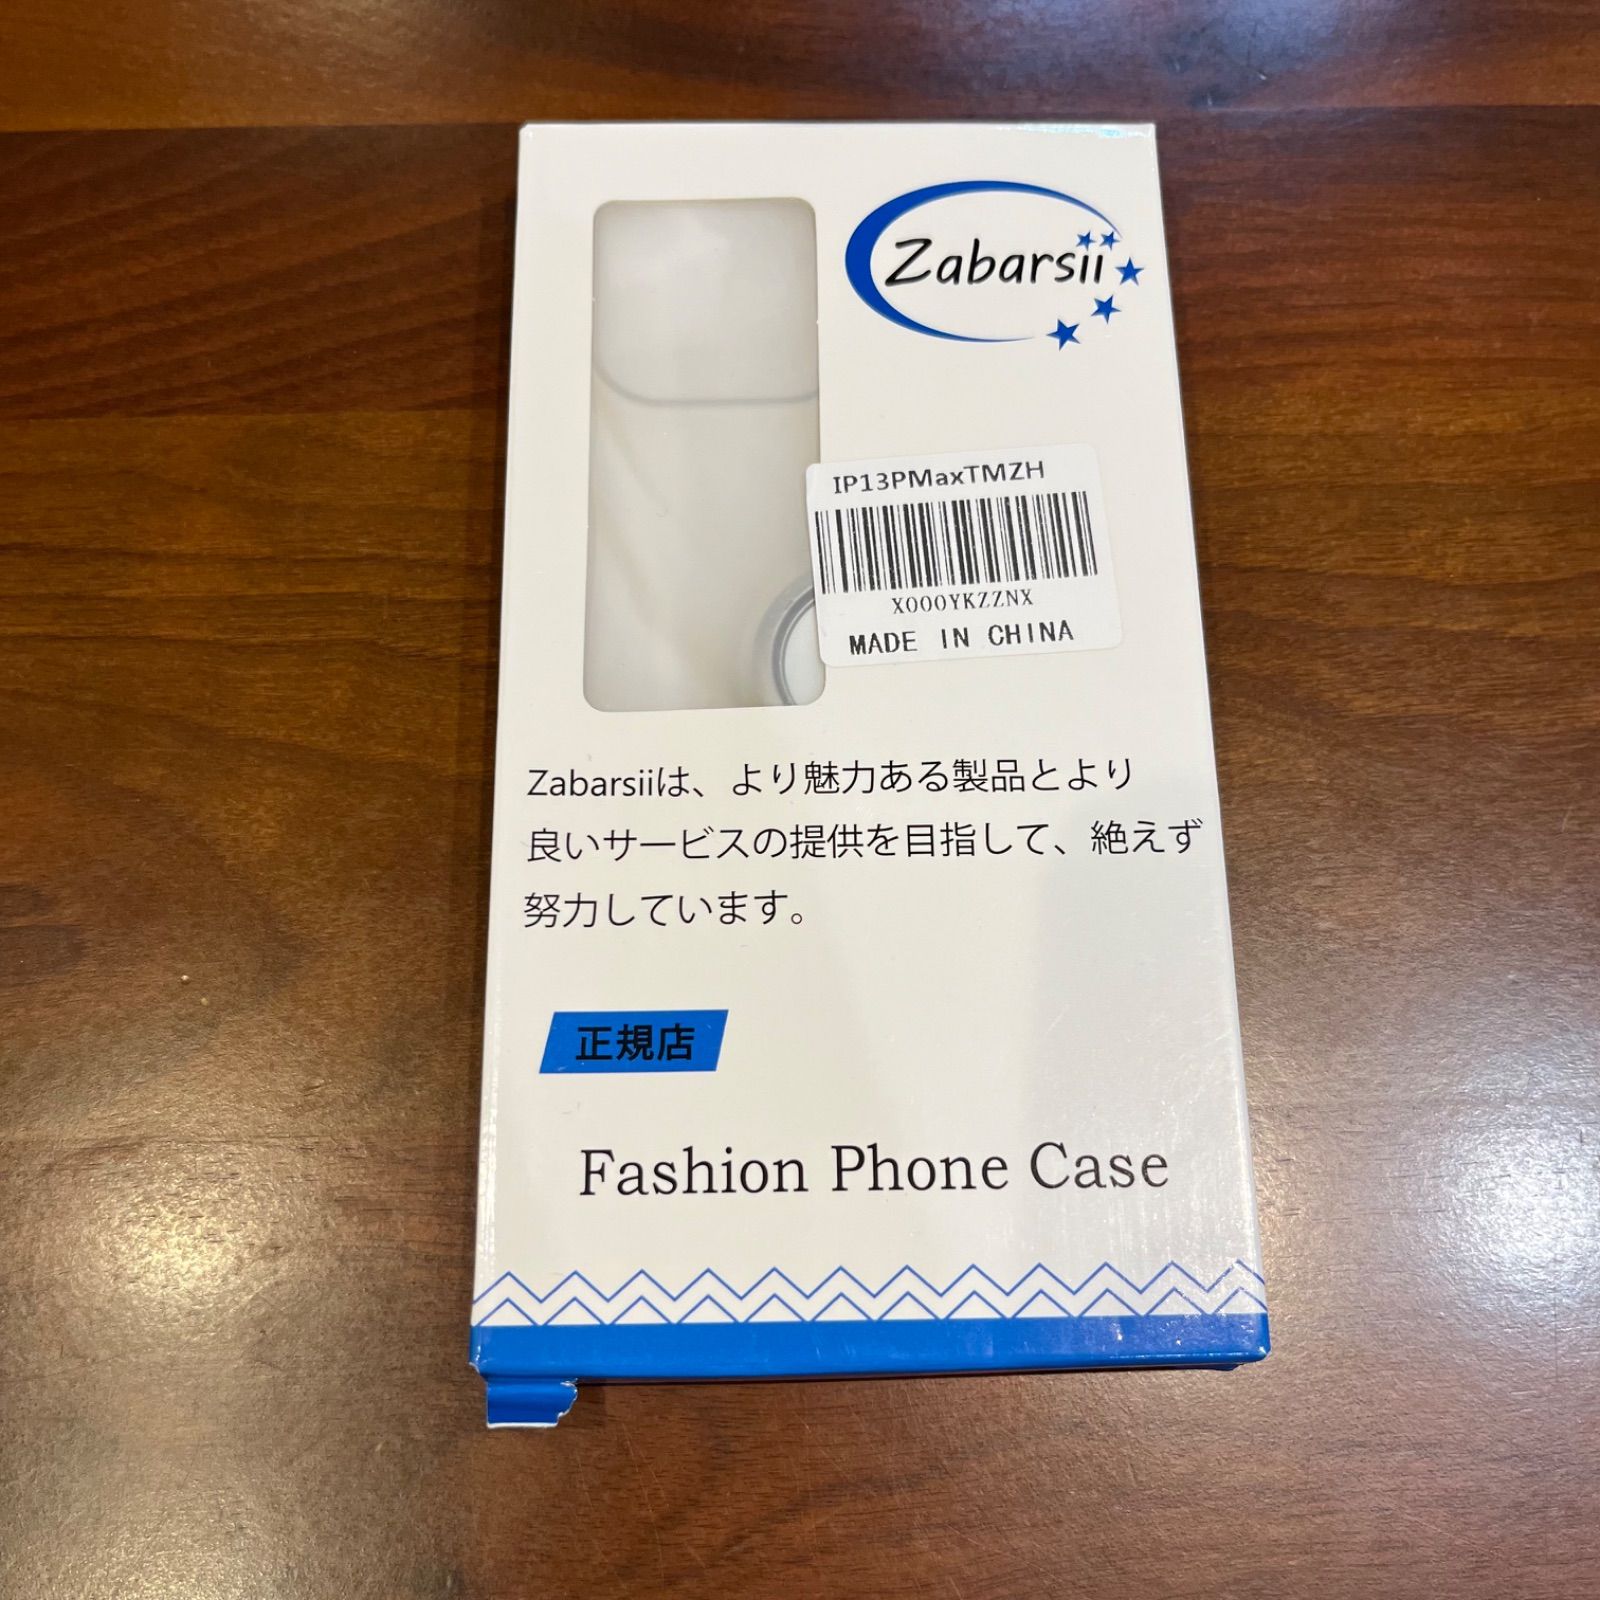 Zabarsii
IP13PMaxTMZH
X000YKZZNX
MADE IN CHINA
Zabarsiiは、より魅力ある製品とより
良いサービスの提供を目指して、絶えず
努力しています。
正規店
Fashion Phone Case